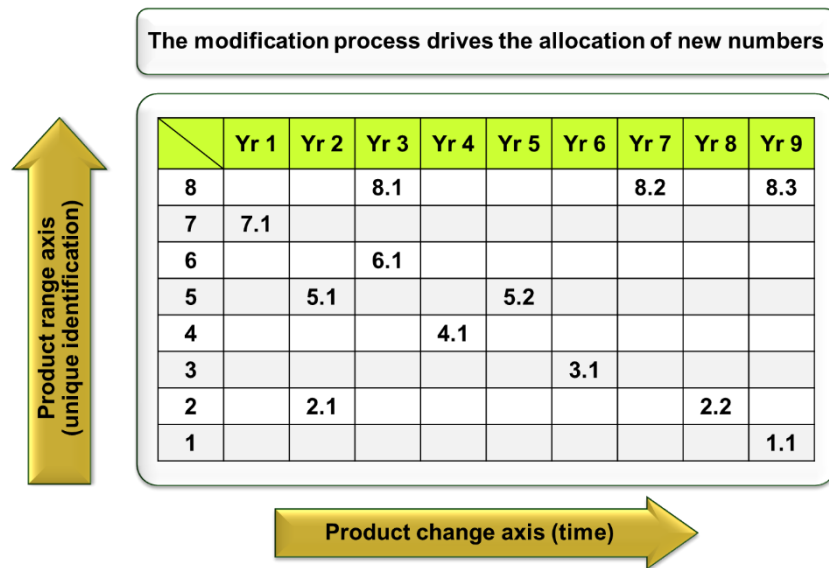 The modification process drives the allocation of new numbers
Product range axis
(unique identification)
Yr 1 Yr 2 Yr 3 Yr 4 Yr 5 Yr 6 Yr 7 Yr 8 Yr 9
8 8.1 8.2 8.3
7 7.1
6 6.1
5 5.1 5.2
4 4.1
3 3.1
2 2.1 2.2
1 1.1
Product change axis (time)